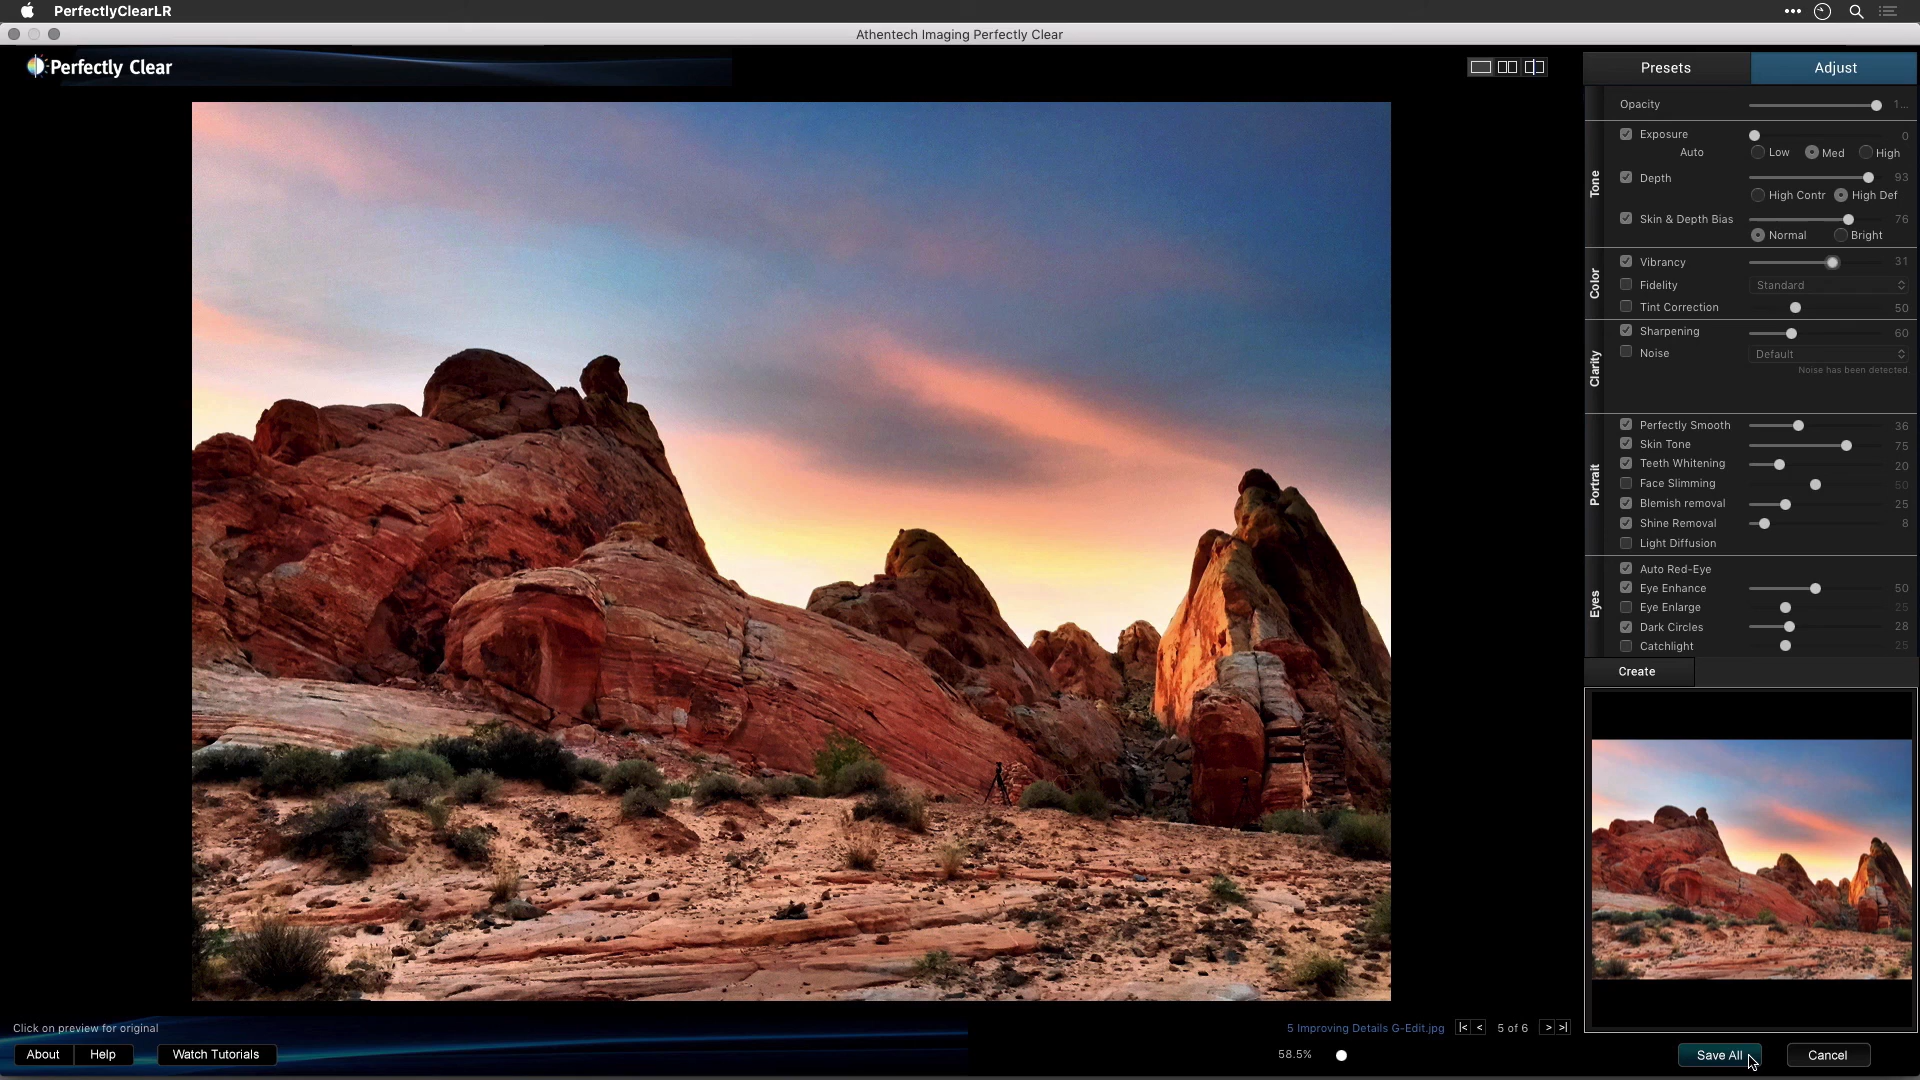 PerfectlyClearLR
Athentech Imaging Perfectly Clear
Perfectly Clear
Presets
Adjust
Opacity 1...
Tone
Exposure 0
Auto Low Med High
Depth 93
High Contr High Def
Skin & Depth Bias 76
Normal Bright
Color
Vibrancy 31
Fidelity Standard
Tint Correction 50
Clarity
Sharpening 60
Noise Default
Noise has been detected.
Portrait
Perfectly Smooth 36
Skin Tone 75
Teeth Whitening 20
Face Slimming 50
Blemish removal 25
Shine Removal 8
Light Diffusion
Eyes
Auto Red-Eye
Eye Enhance 50
Eye Enlarge 25
Dark Circles 28
Catchlight 25
Create
Click on preview for original
5 Improving Details G-Edit.jpg |< < 5 of 6 > >|
About Help Watch Tutorials
58.5%
Save All Cancel